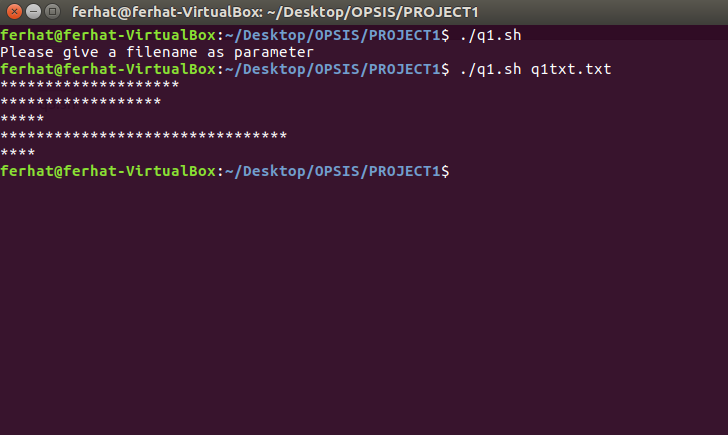 ferhat@ferhat-VirtualBox: ~/Desktop/OPSIS/PROJECT1
ferhat@ferhat-VirtualBox:~/Desktop/OPSIS/PROJECT1$ ./q1.sh
Please give a filename as parameter
ferhat@ferhat-VirtualBox:~/Desktop/OPSIS/PROJECT1$ ./q1.sh q1txt.txt
********************
******************
*****
********************************
****
ferhat@ferhat-VirtualBox:~/Desktop/OPSIS/PROJECT1$